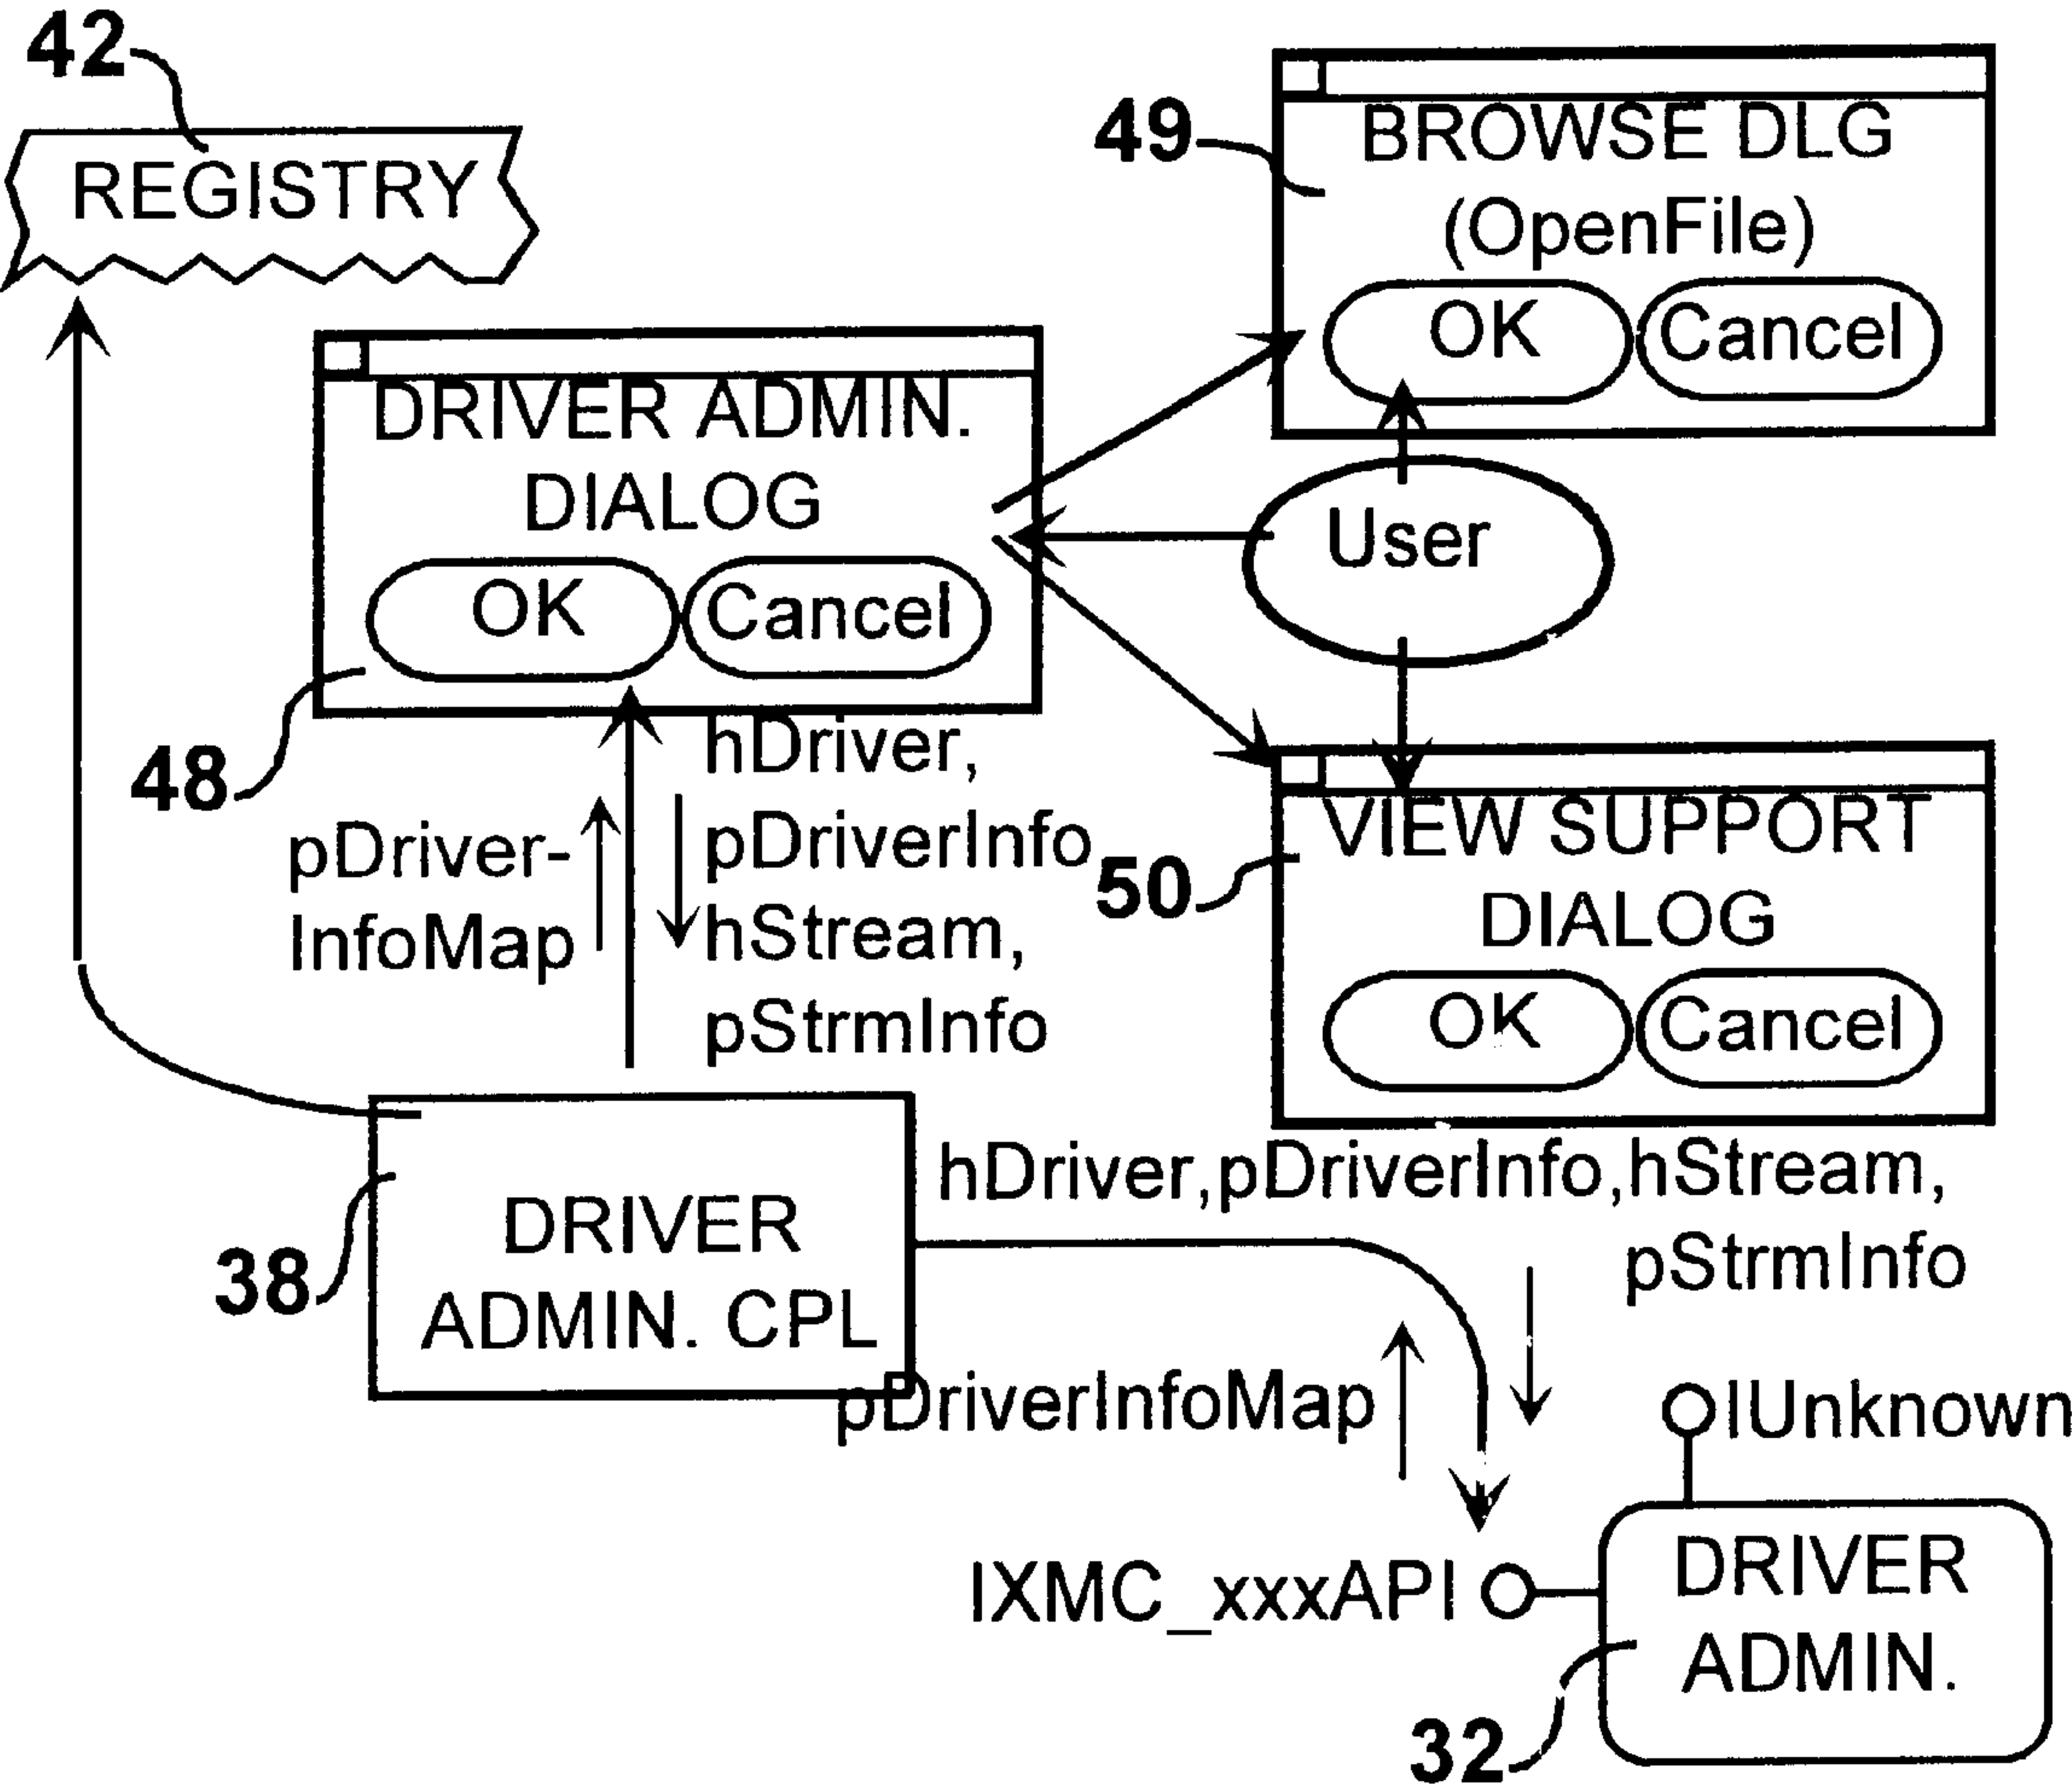 42
REGISTRY
49
BROWSE DLG
(OpenFile)
OK
Cancel
DRIVER ADMIN.
DIALOG
OK
Cancel
48
User
pDriver-
InfoMap
hDriver,
pDriverInfo
hStream,
pStrmInfo
50
VIEW SUPPORT
DIALOG
OK
Cancel
38
DRIVER
ADMIN. CPL
hDriver,pDriverInfo,hStream,
pStrmInfo
pDriverInfoMap
IUnknown
IXMC_xxxAPI
DRIVER
ADMIN.
32